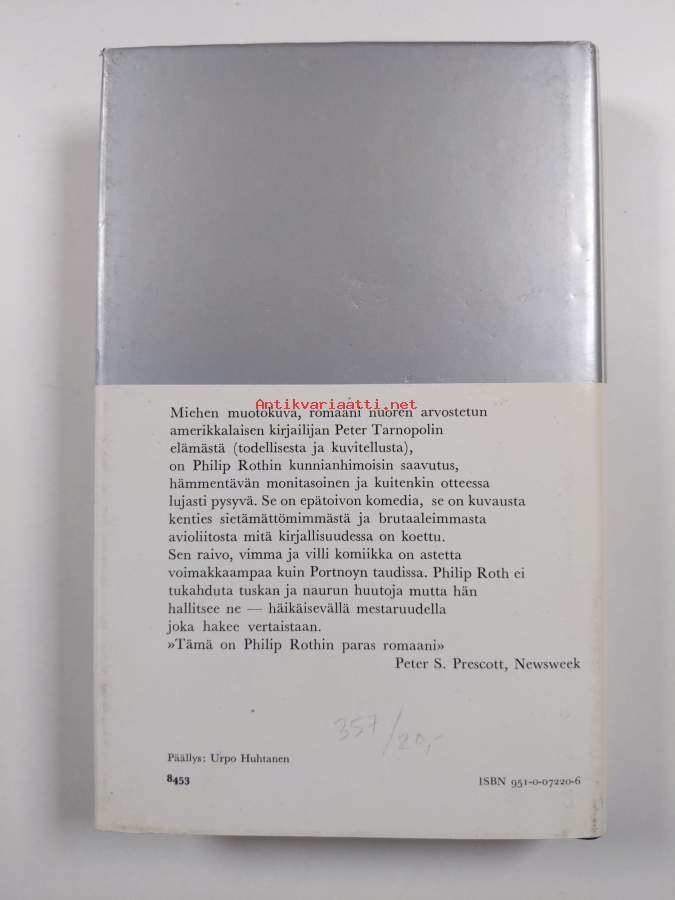 Antikvariaatti.net
Miehen muotokuva, romaani nuoren arvostetun
amerikkalaisen kirjailijan Peter Tarnopolin
elämästä (todellisesta ja kuvitellusta),
on Philip Rothin kunnianhimoisin saavutus,
hämmentävän monitasoinen ja kuitenkin otteessa
lujasti pysyvä. Se on epätoivon komedia, se on kuvausta
kenties sietämättömimmästä ja brutaaleimmasta
avioliitosta mitä kirjallisuudessa on koettu.
Sen raivo, vimma ja villi komiikka on astetta
voimakkaampaa kuin Portnoyn taudissa. Philip Roth ei
tukahduta tuskan ja naurun huutoja mutta hän
hallitsee ne — häikäisevällä mestaruudella
joka hakee vertaistaan.
»Tämä on Philip Rothin paras romaani»
Peter S. Prescott, Newsweek
357/20,-
Päällys: Urpo Huhtanen
8453
ISBN 951-0-07220-6